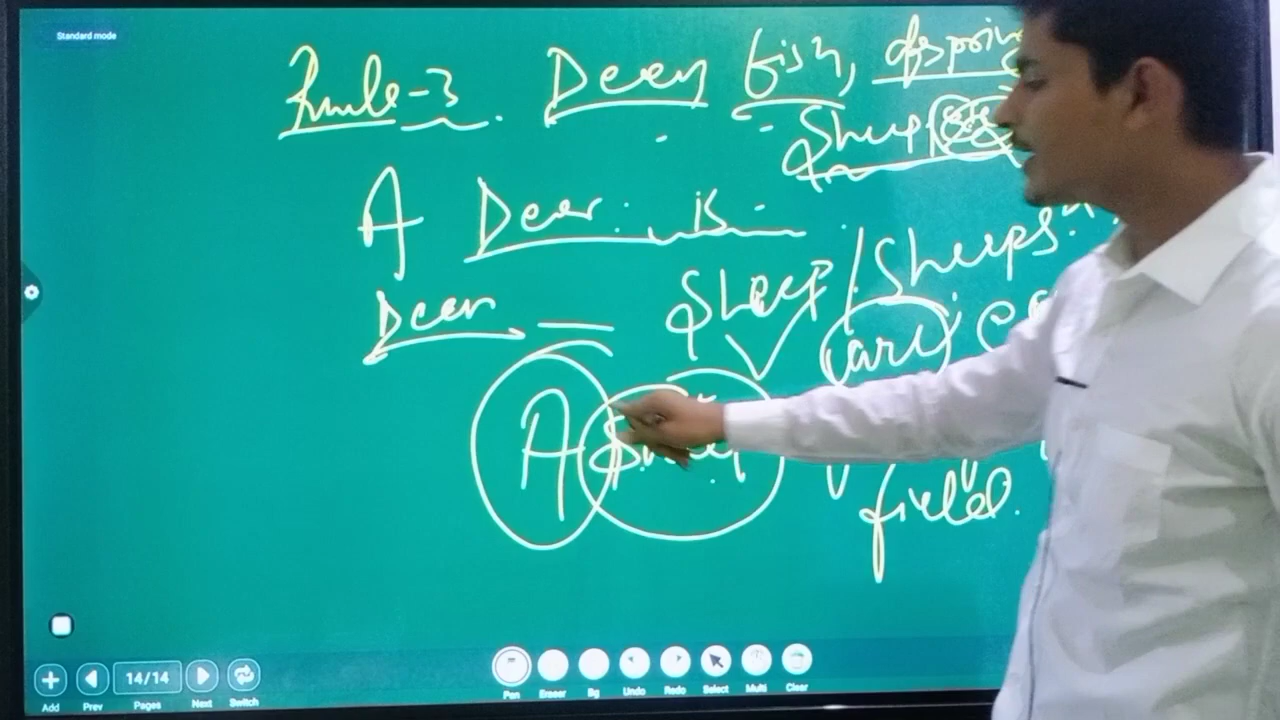 Standard mode
Rule-3. Deer, fish, ofspring
Sheep
A Deer is
Sheep / Sheeps
Deer
are
A Sheep
field.
14/14
Add Prev Pages Next Switch Pen Eraser Bg Undo Redo Select Multi Clear